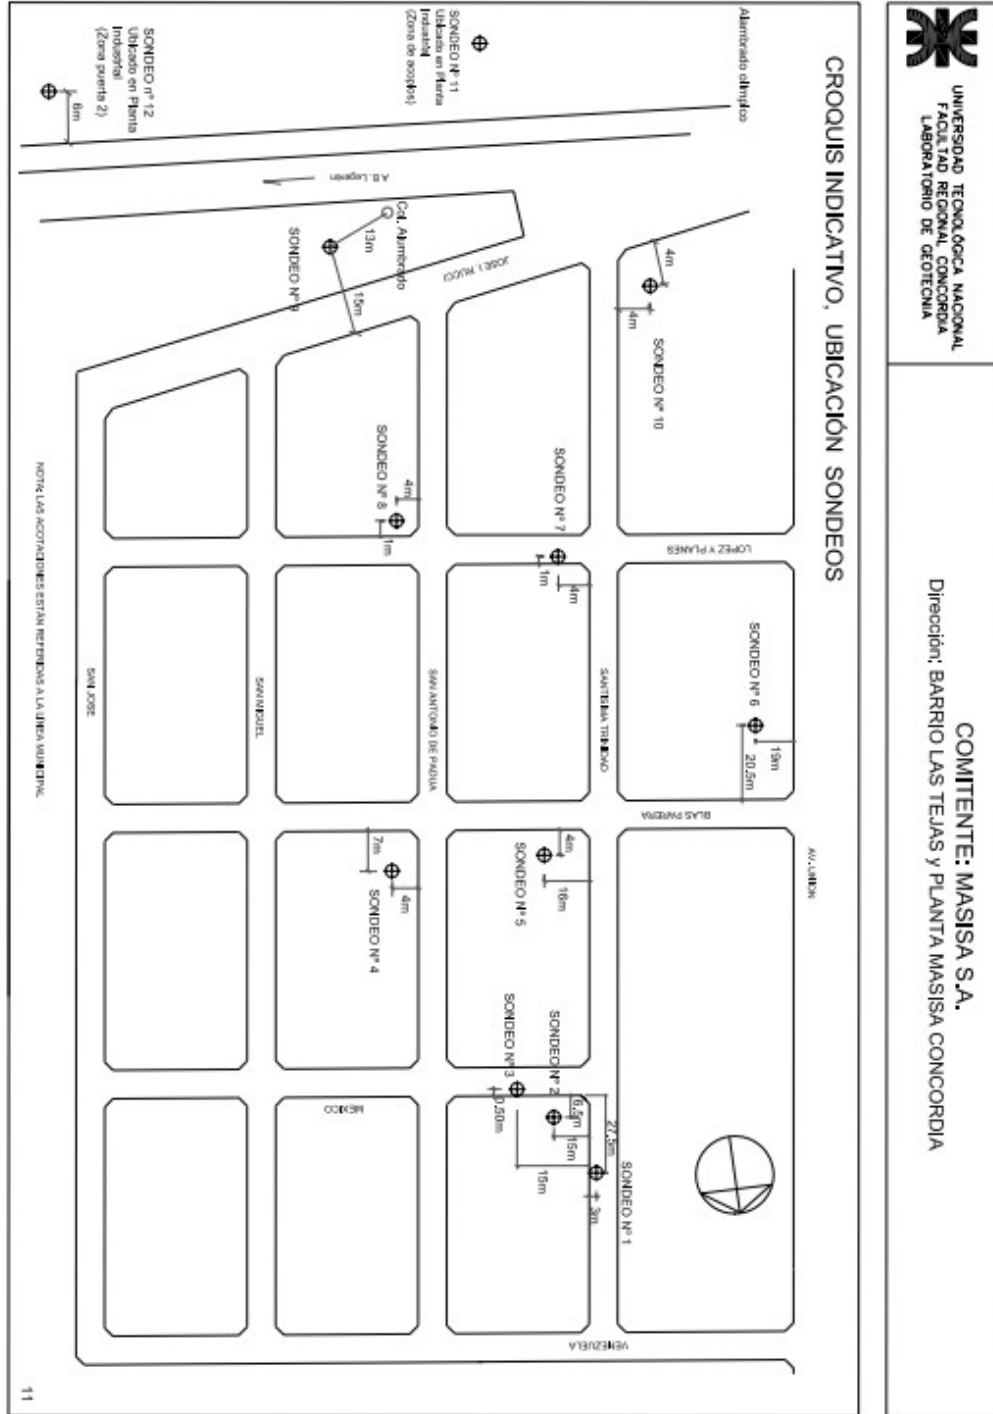 UNIVERSIDAD TECNOLÓGICA NACIONAL
FACULTAD REGIONAL CONCORDIA
LABORATORIO DE GEOTECNIA
COMITENTE: MASISA S.A.
Dirección: BARRIO LAS TEJAS y PLANTA MASISA CONCORDIA
CROQUIS INDICATIVO, UBICACIÓN SONDEOS
Alambrado olímpico
SONDEO Nº 11
Ubicado en Planta
Industrial
(Zona de acopios)
SONDEO nº 12
Ubicado en Planta
Industrial
(Zona puerta 2)
6m
Col. Alumbrado
13m
SONDEO Nº 9
15m
JOSE I. RUCCI
4m
4m
SONDEO Nº 10
SONDEO Nº 8
4m
1m
SONDEO Nº 7
1m
4m
LOPEZ Y PLANES
SONDEO Nº 6
19m
20.5m
SAN JOSE
SAN MIGUEL
SAN ANTONIO DE PADUA
SANTISIMA TRINIDAD
BLAS PARERA
AV. UNION
7m
4m
SONDEO Nº 4
4m
16m
SONDEO Nº 5
SONDEO Nº 3
SONDEO Nº 2
0.50m
6.5m
27.5m
15m
15m
SONDEO Nº 1
3m
MEXICO
VENEZUELA
NOTA: LAS ACOTACIONES ESTÁN REFERIDAS A LA LÍNEA MUNICIPAL
11